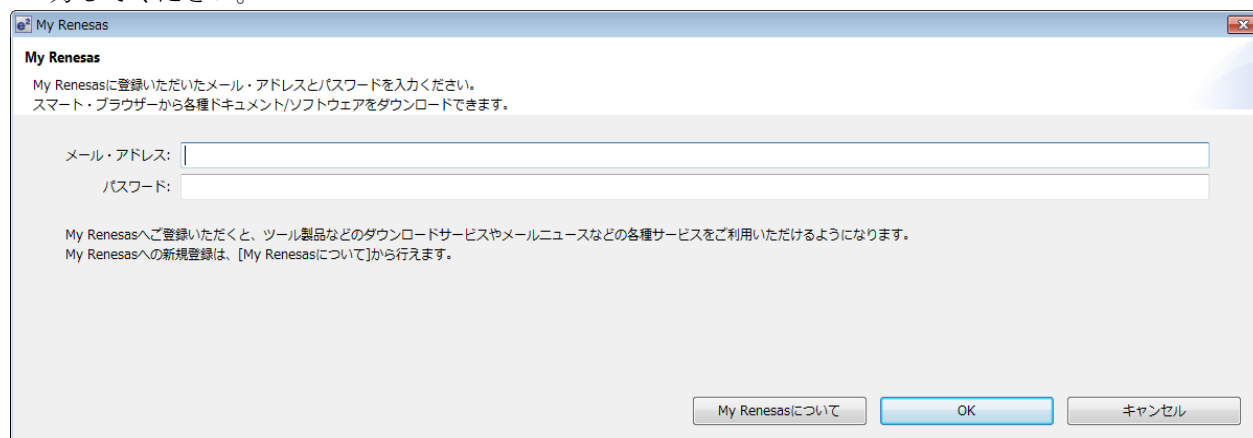 力してください。
My Renesas
My Renesas
My Renesasに登録いただいたメール・アドレスとパスワードを入力ください。
スマート・ブラウザーから各種ドキュメント/ソフトウェアをダウンロードできます。
メール・アドレス:
パスワード:
My Renesasへご登録いただくと、ツール製品などのダウンロードサービスやメールニュースなどの各種サービスをご利用いただけるようになります。
My Renesasへの新規登録は、[My Renesasについて]から行えます。
My Renesasについて OK キャンセル